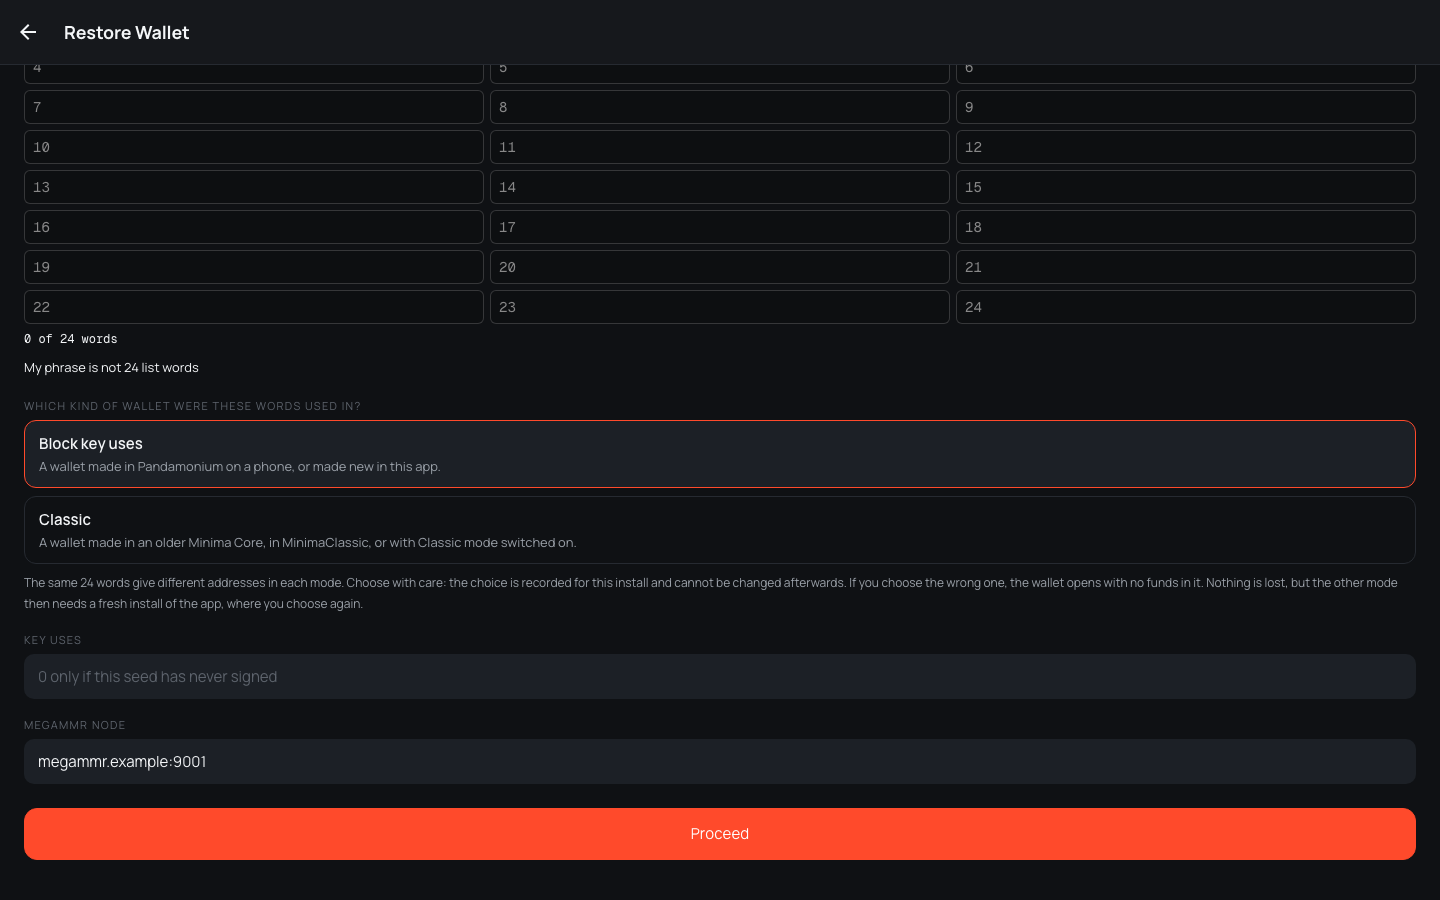 Restore Wallet
4 5 6
7 8 9
10 11 12
13 14 15
16 17 18
19 20 21
22 23 24
0 of 24 words
My phrase is not 24 list words
WHICH KIND OF WALLET WERE THESE WORDS USED IN?
Block key uses
A wallet made in Pandamonium on a phone, or made new in this app.
Classic
A wallet made in an older Minima Core, in MinimaClassic, or with Classic mode switched on.
The same 24 words give different addresses in each mode. Choose with care: the choice is recorded for this install and cannot be changed afterwards. If you choose the wrong one, the wallet opens with no funds in it. Nothing is lost, but the other mode
then needs a fresh install of the app, where you choose again.
KEY USES
0 only if this seed has never signed
MEGAMMR NODE
megammr.example:9001
Proceed